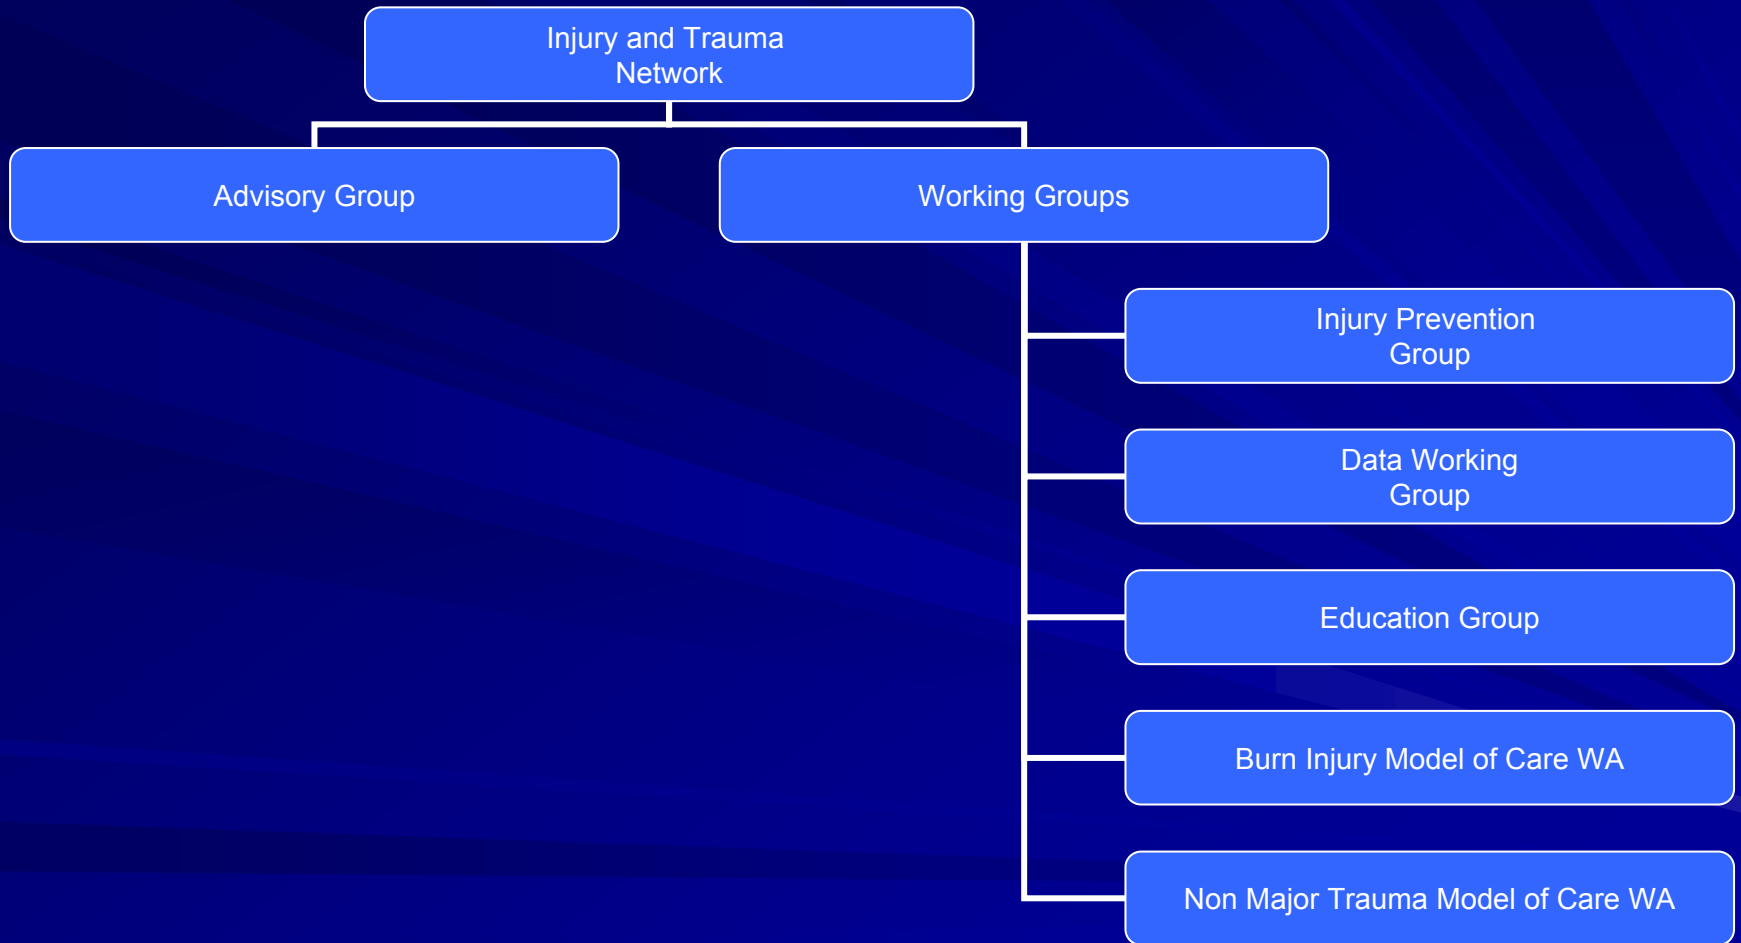 Injury and Trauma
Network
Advisory Group
Working Groups
Injury Prevention
Group
Data Working
Group
Education Group
Burn Injury Model of Care WA
Non Major Trauma Model of Care WA